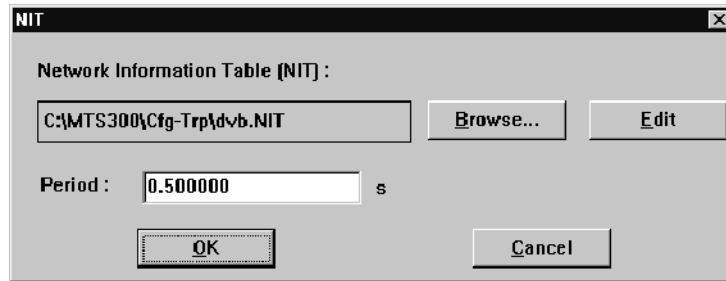 NIT
Network Information Table (NIT) :
C:\MTS300\Cfg-Trp\dvb.NIT
Browse...
Edit
Period :
0.500000
s
OK
Cancel